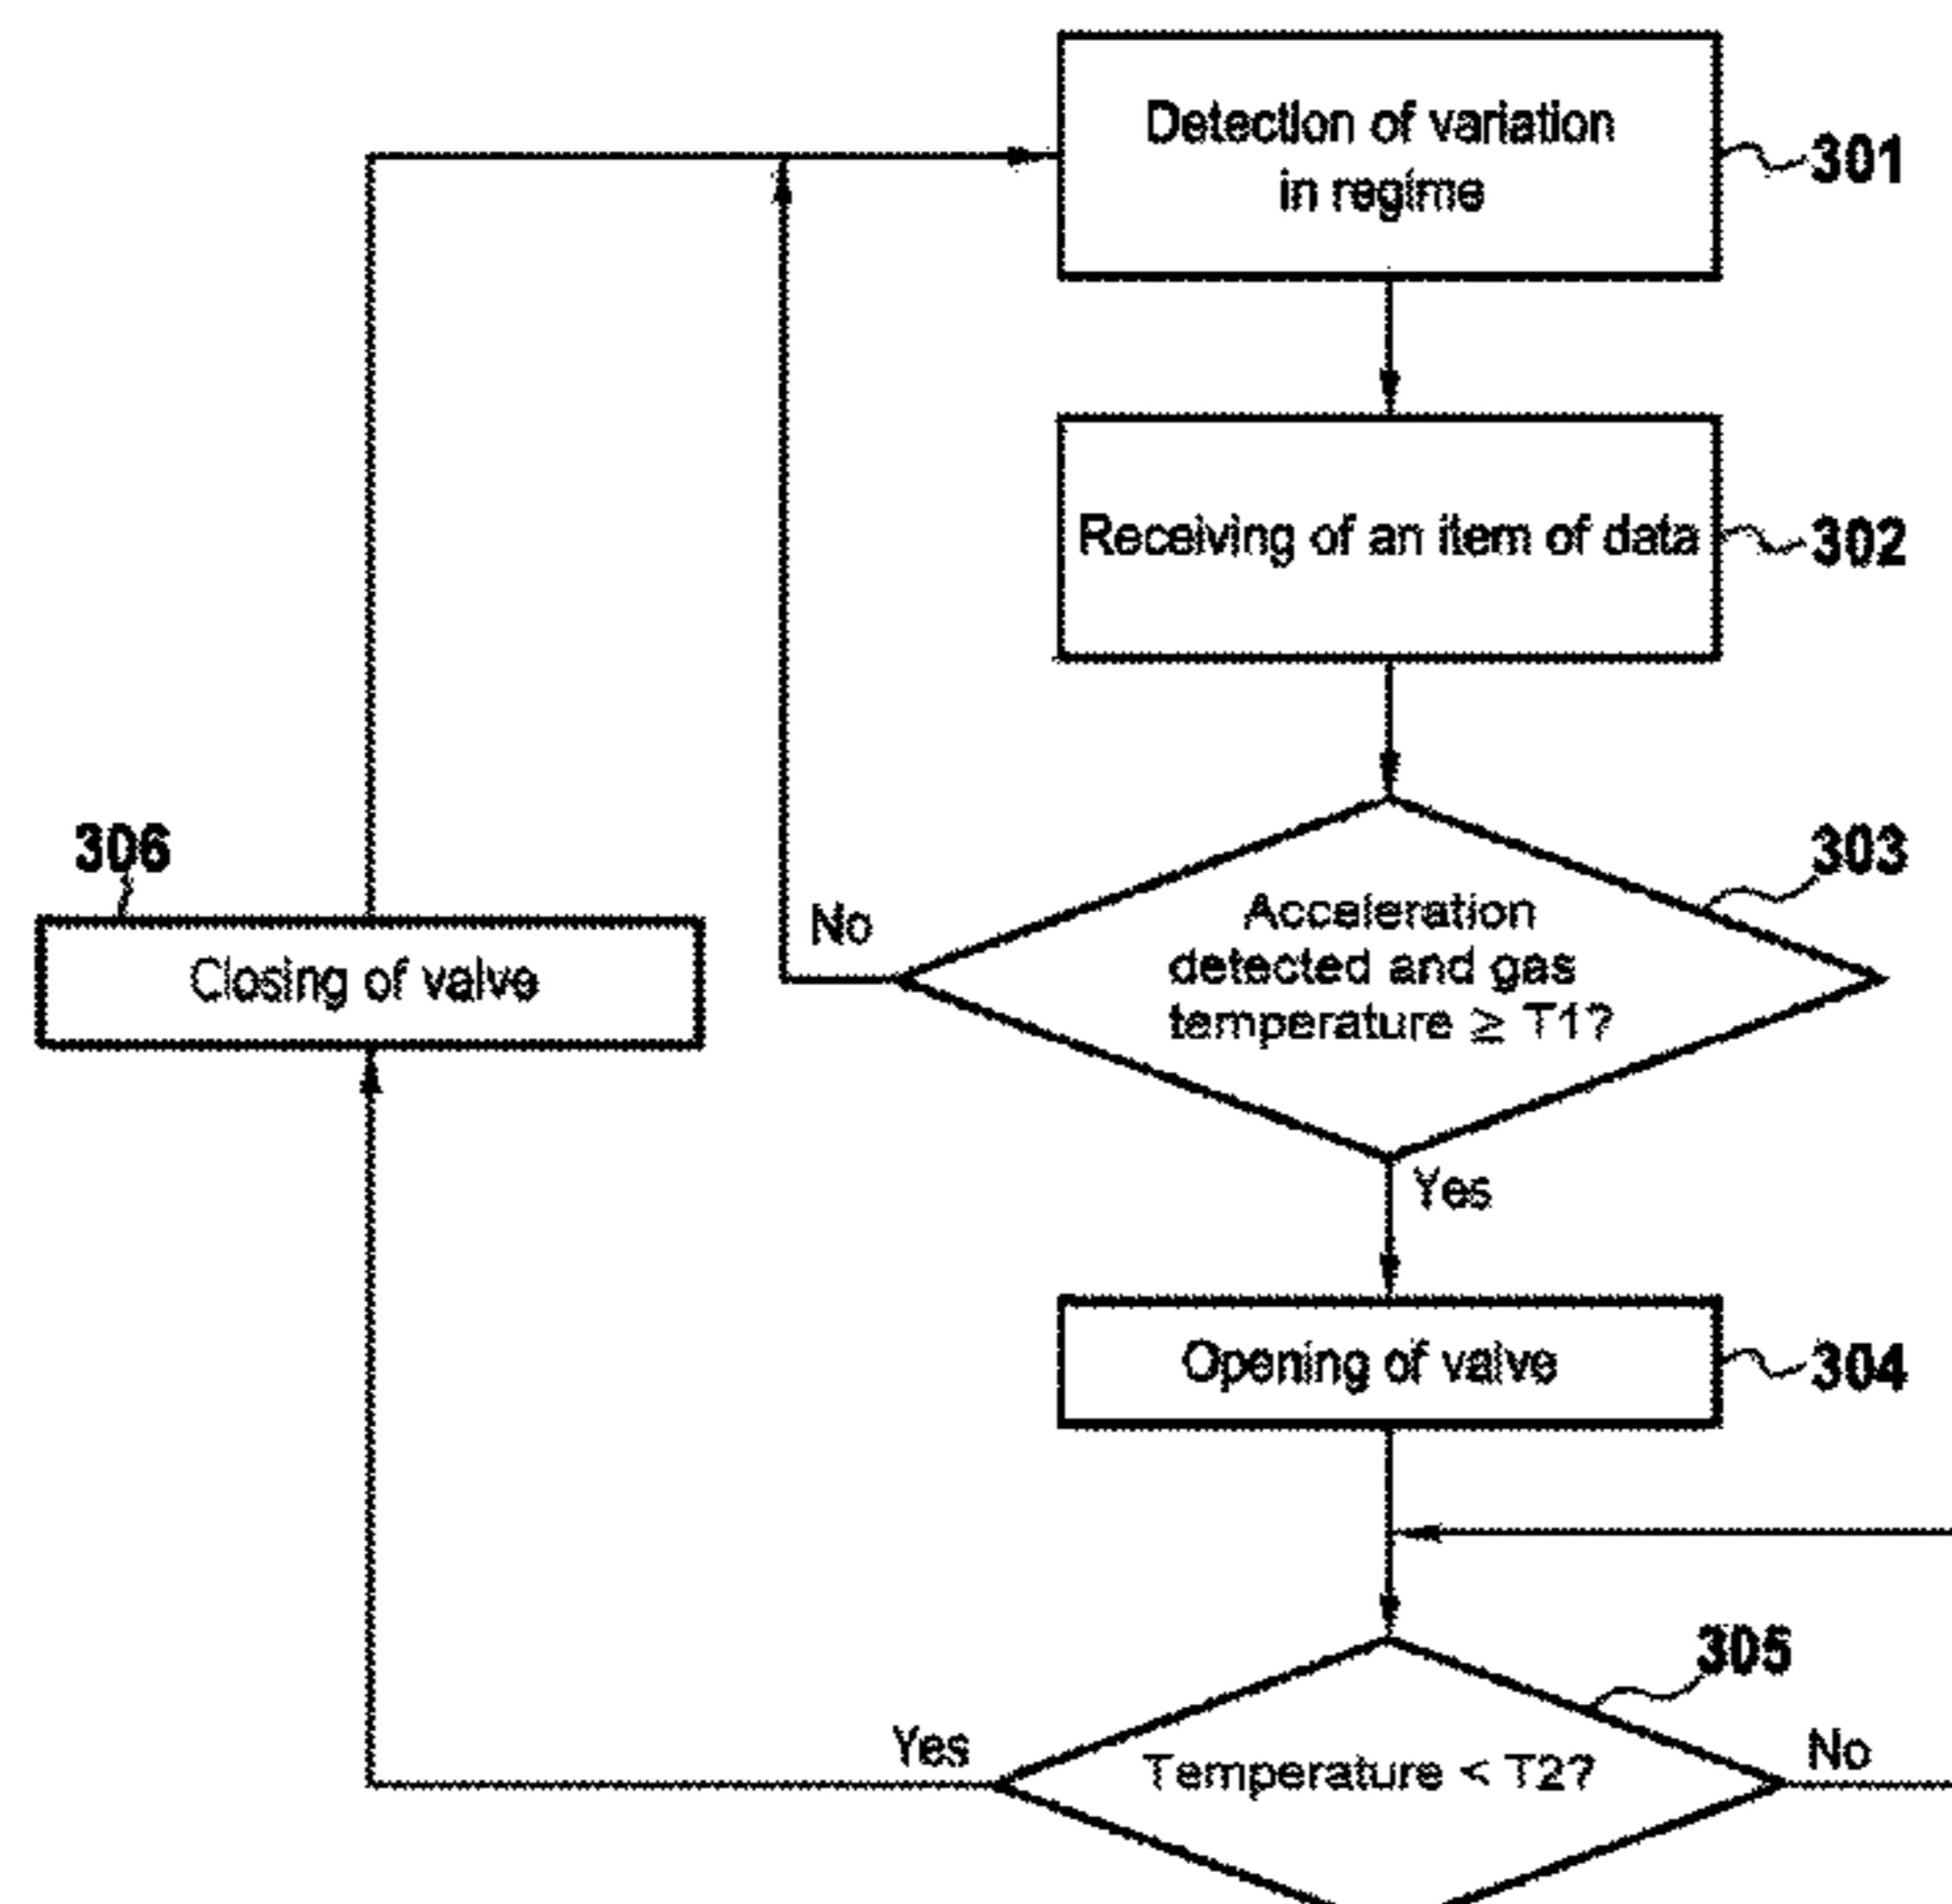 Detection of variation
in regime
301
Receiving of an item of data
302
306
Closing of valve
No
303
Acceleration
detected and gas
temperature ≥ T1?
Yes
Opening of valve
304
305
Yes
Temperature < T2?
No